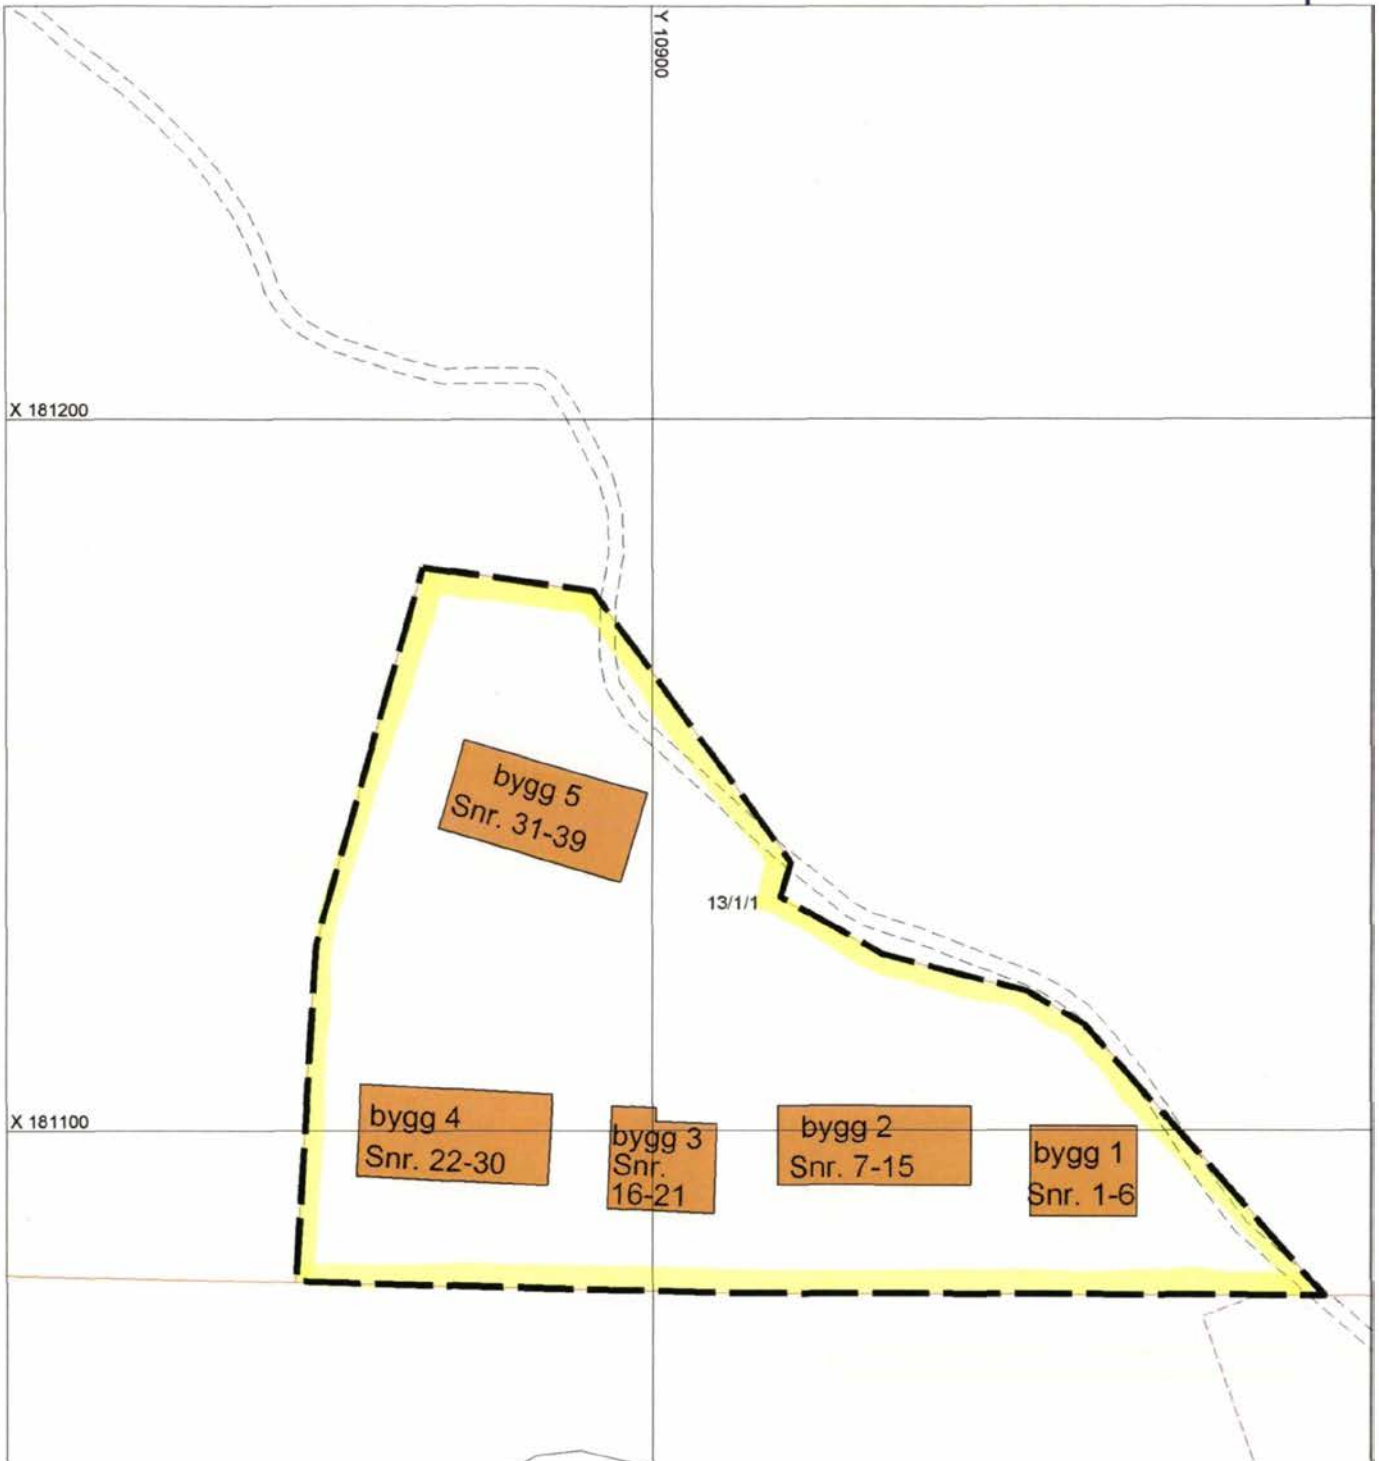 Y 10900
X 181200
bygg 5
Snr. 31-39
13/1/1
X 181100
bygg 4
Snr. 22-30
bygg 3
Snr.
16-21
bygg 2
Snr. 7-15
bygg 1
Snr. 1-6